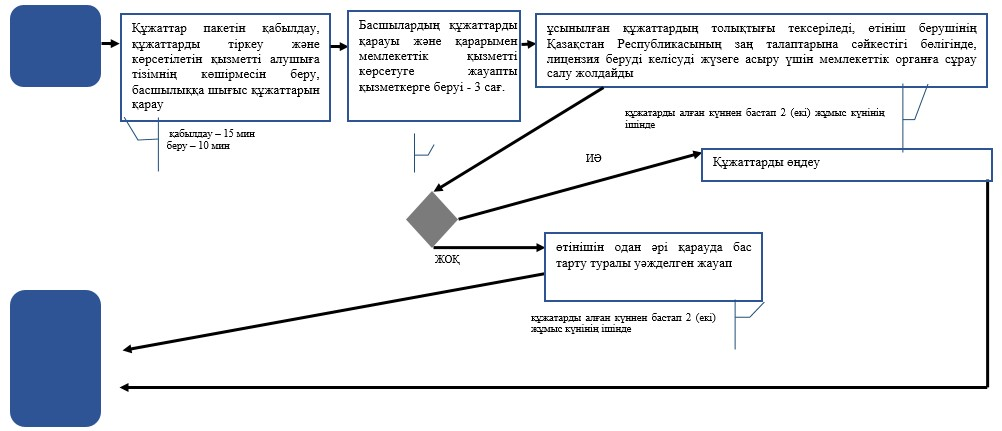 Құжаттар пакетін қабылдау,
құжаттарды тіркеу және
көрсетілетін қызметті алушыға
тізімнің көшірмесін беру,
басшылыққа шығыс құжаттарын
қарау
Басшылардың құжаттарды
қарауы және қарарымен
мемлекеттік қызметті
көрсетуге жауапты
қызметкерге беруі - 3 сағ.
ұсынылған құжаттардың толықтығы тексеріледі, өтініш берушінің
Қазақстан Республикасының заң талаптарына сәйкестігі бөлігінде,
лицензия беруді келісуді жүзеге асыру үшін мемлекеттік органға сұрау
салу жолдайды
қабылдау – 15 мин
беру – 10 мин
құжатарды алған күннен бастап 2 (екі) жұмыс күнінің
ішінде
ИӘ
Құжаттарды өңдеу
ЖОҚ
өтінішін одан әрі қарауда бас
тарту туралы уәжделген жауап
құжатарды алған күннен бастап 2 (екі)
жұмыс күнінің ішінде